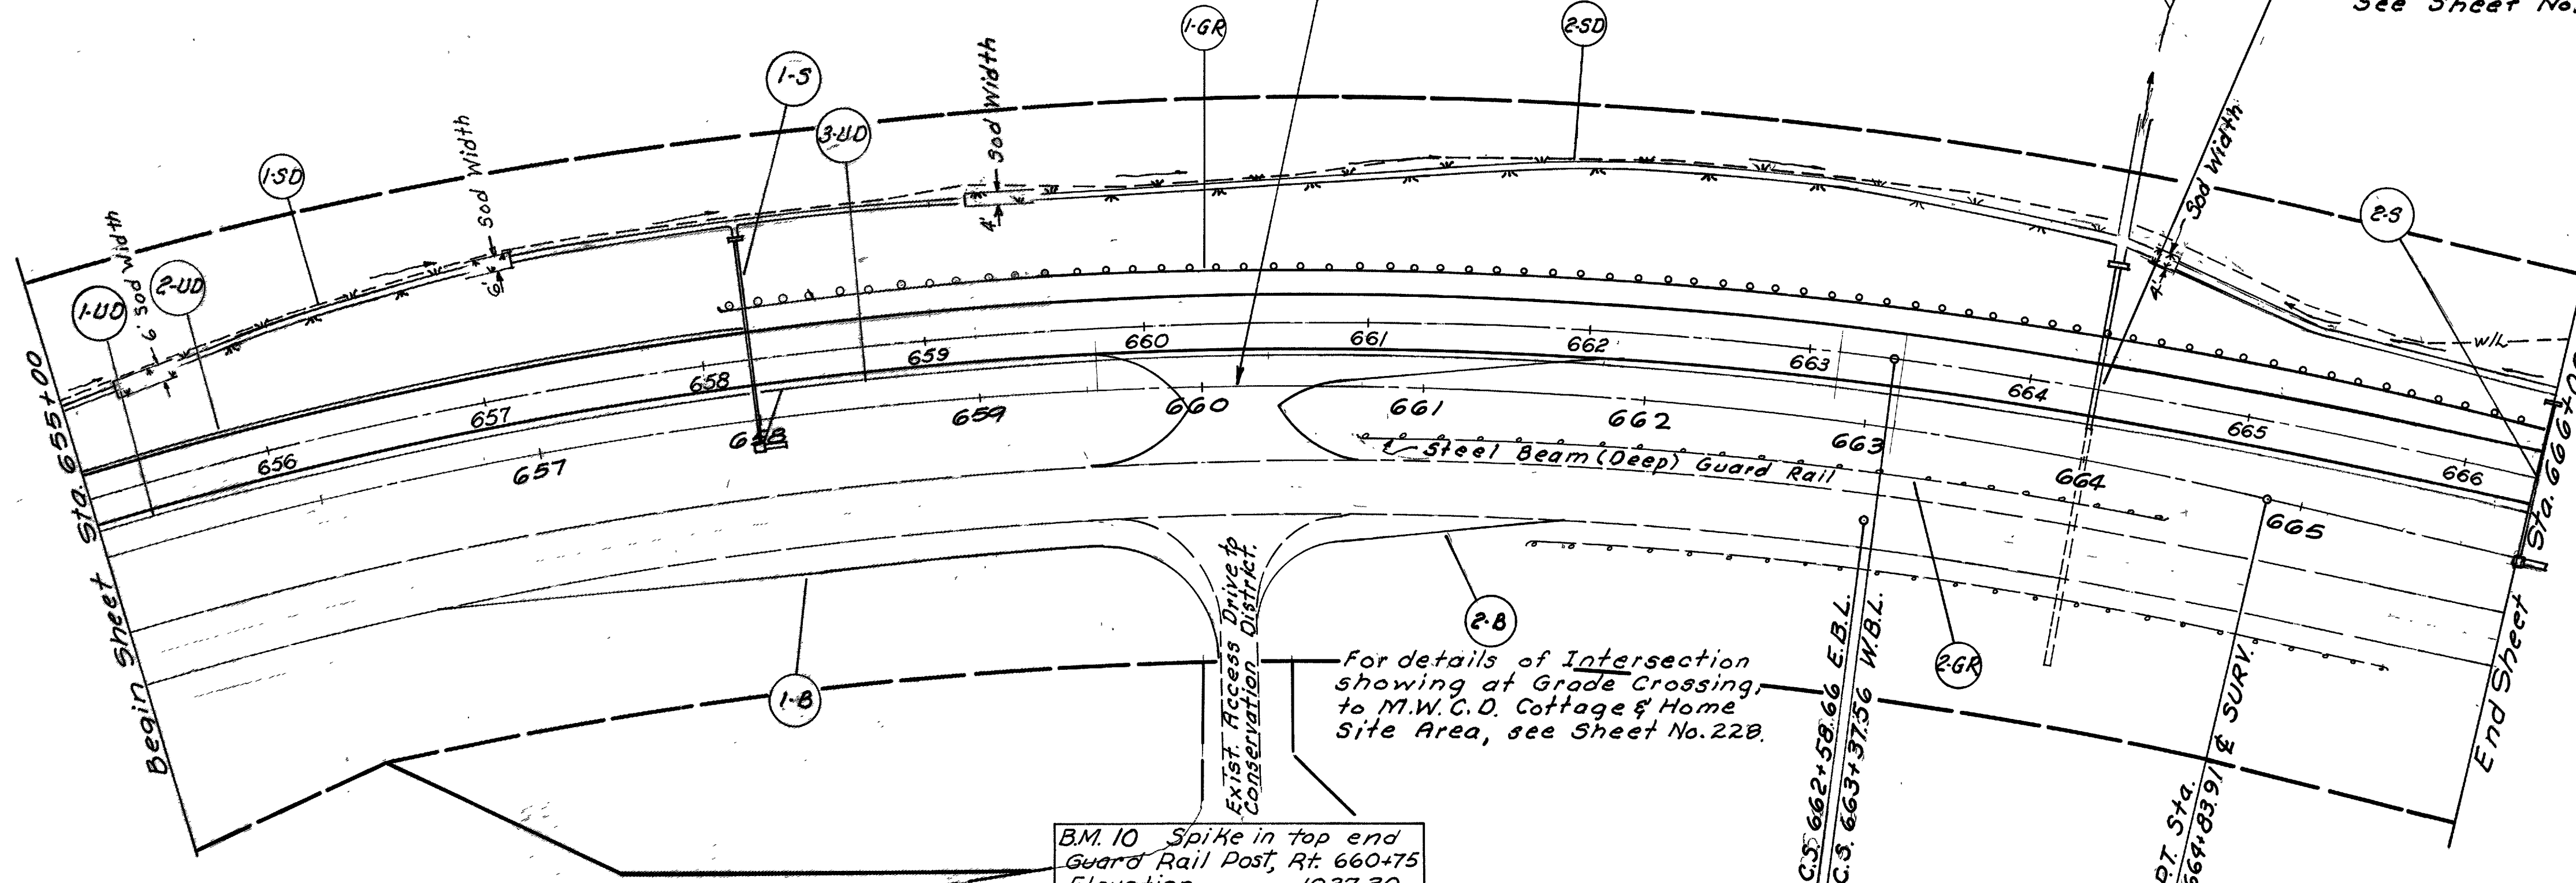 See Sheet No.
1-GR
2-SD
1-S
Sod Width
3-UD
Sod Width
4'
1-SD
Sod Width
6'
2-S
Sod Width
4'
2-UD
1-UD
6' Sod Width
W/L
656
657
658
659
660
661
662
663
664
665
666
657
658
659
660
661
662
663
664
665
Begin Sheet Sta. 655+00
End Sheet Sta. 666+00
Steel Beam (Deep) Guard Rail
Exist. Access Drive to
Conservation District.
2-B
1-B
2-GR
For details of Intersection
showing at Grade Crossing,
to M.W.C.D. Cottage & Home
Site Area, see Sheet No. 228.
C.S. 662+58.66 E.B.L.
C.S. 663+37.56 W.B.L.
P.T. Sta.
664+83.91 ₵ SURV.
B.M. 10 Spike in top end
Guard Rail Post, Rt. 660+75
Elevation